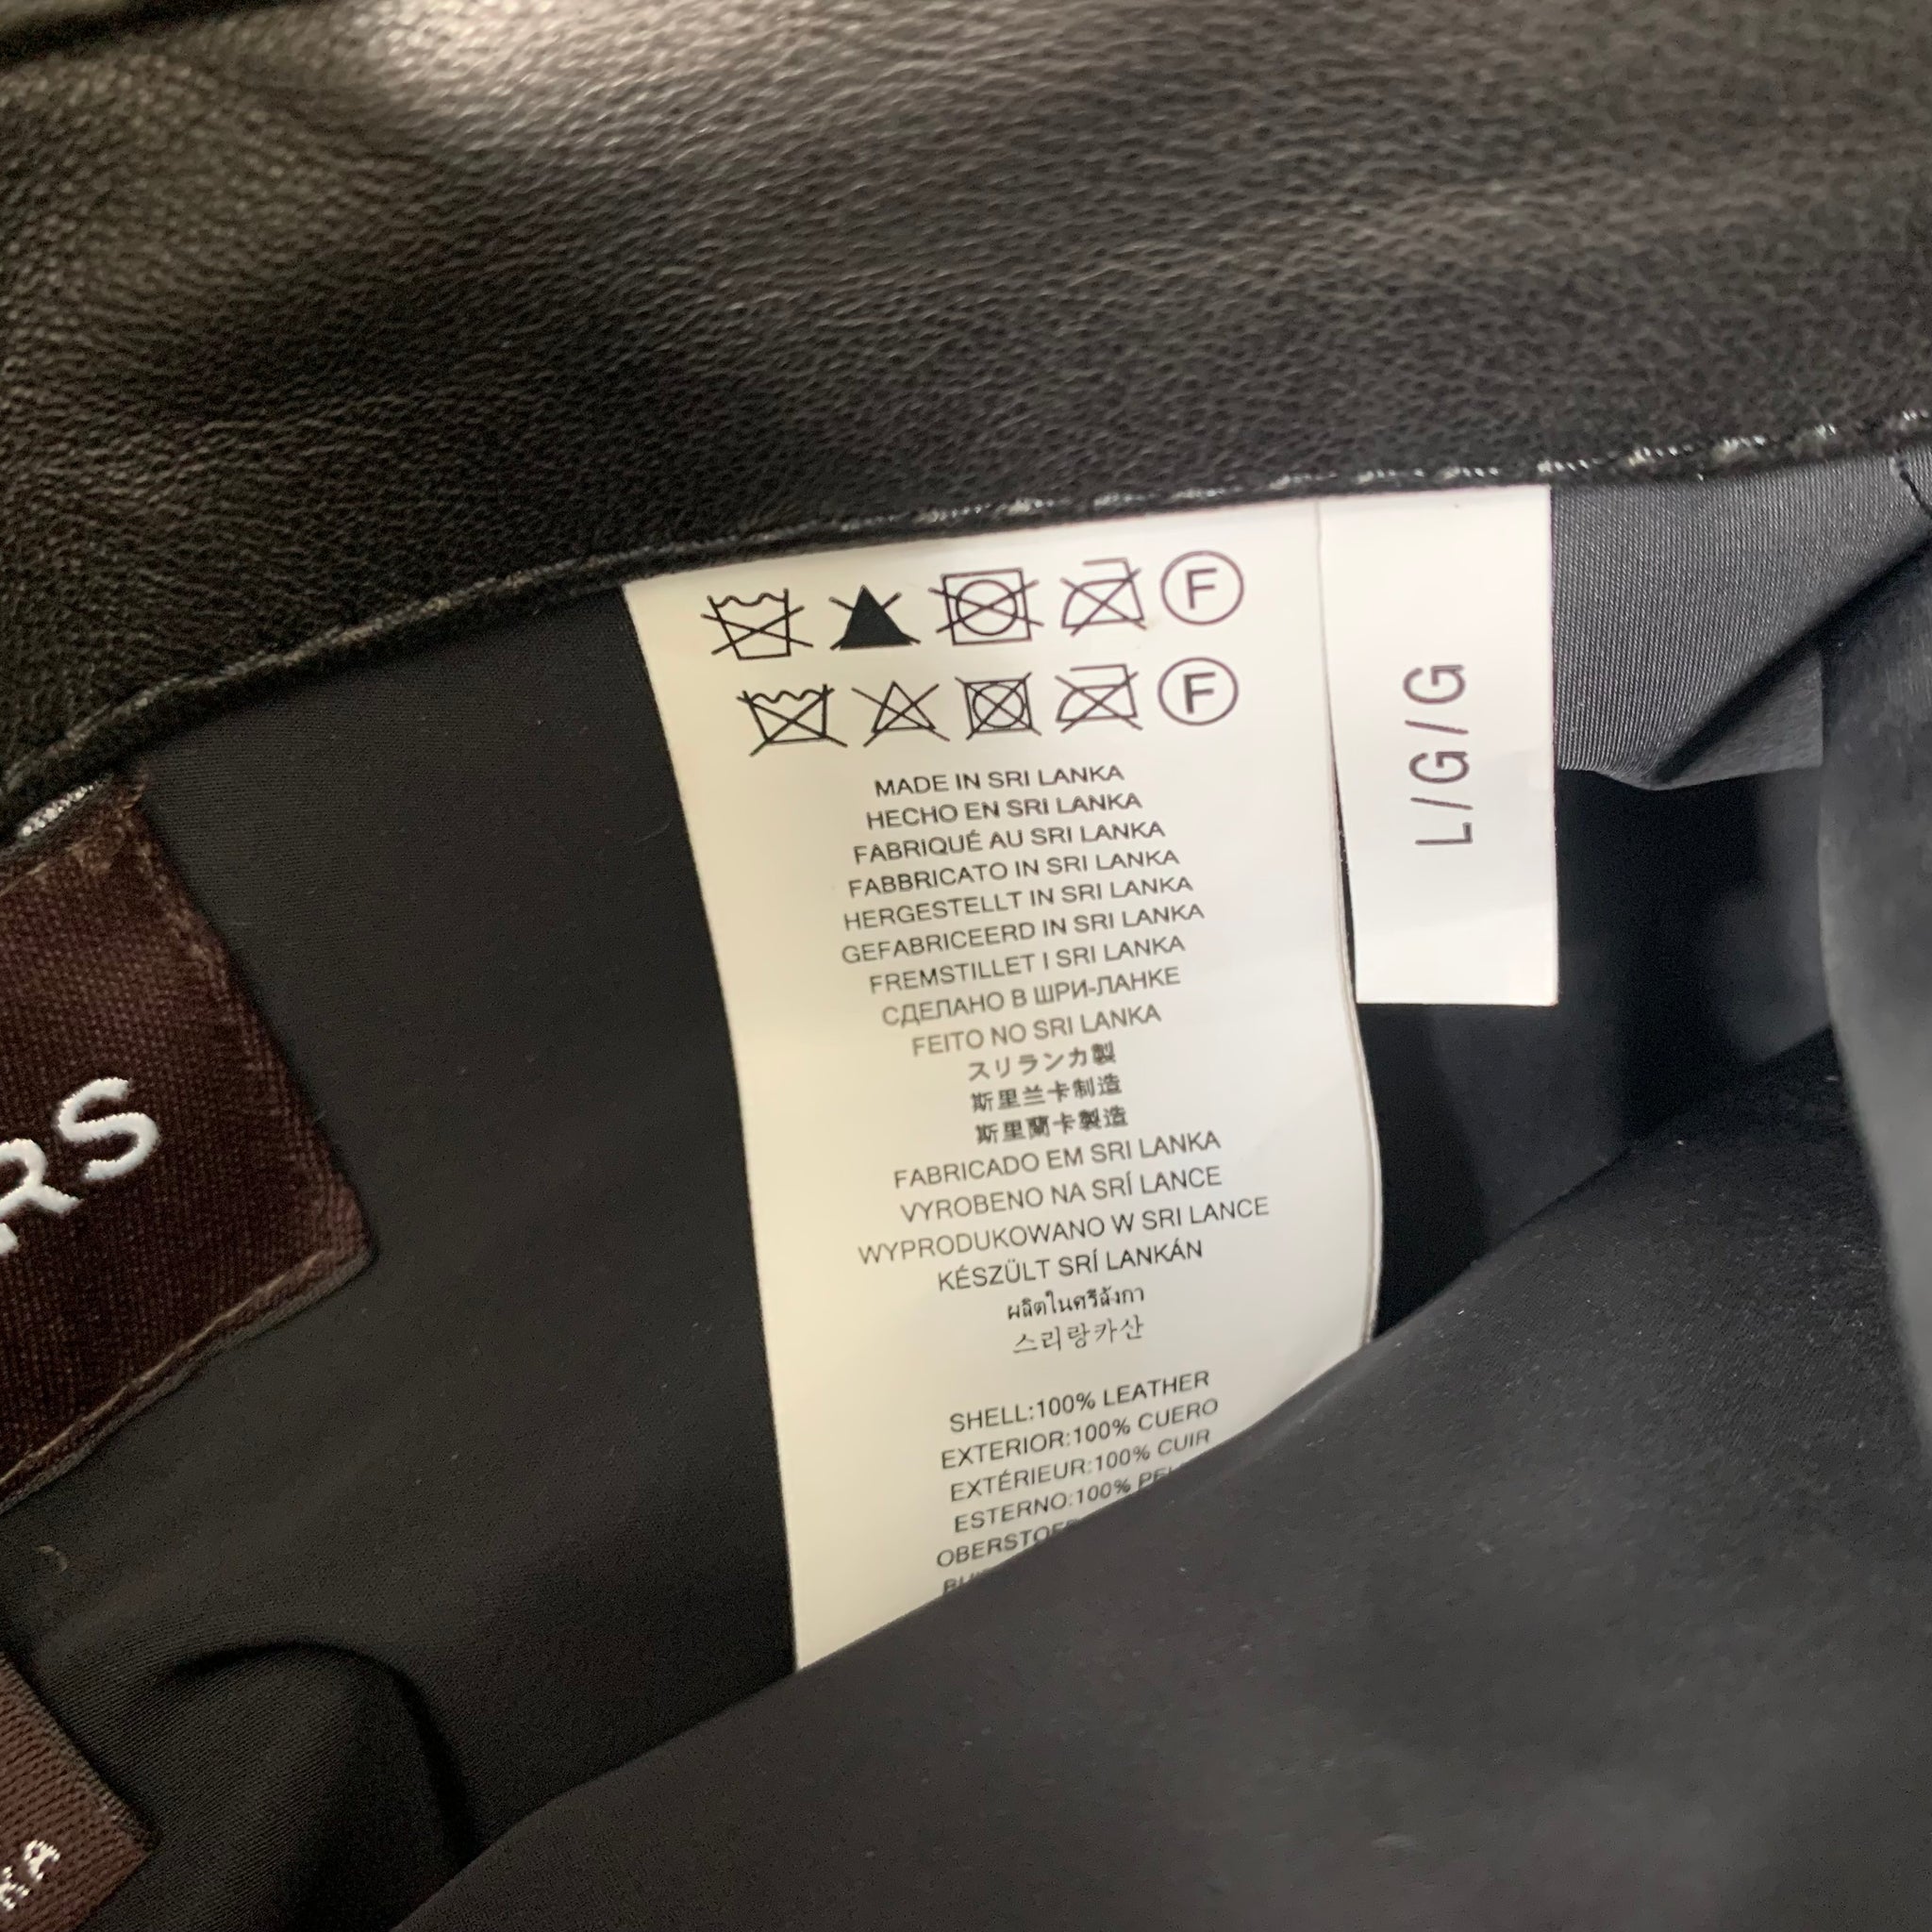 F
F
MADE IN SRI LANKA
HECHO EN SRI LANKA
FABRIQUÉ AU SRI LANKA
FABBRICATO IN SRI LANKA
HERGESTELLT IN SRI LANKA
GEFABRICEERD IN SRI LANKA
FREMSTILLET I SRI LANKA
СДЕЛАНО В ШРИ-ЛАНКЕ
FEITO NO SRI LANKA
スリランカ製
斯里兰卡制造
斯里蘭卡製造
FABRICADO EM SRI LANKA
VYROBENO NA SRÍ LANCE
WYPRODUKOWANO W SRI LANCE
KÉSZÜLT SRÍ LANKÁN
ผลิตในศรีลังกา
스리랑카산
SHELL:100% LEATHER
EXTERIOR:100% CUERO
EXTÉRIEUR:100% CUIR
ESTERNO:100%
L/G/G
RS
KA